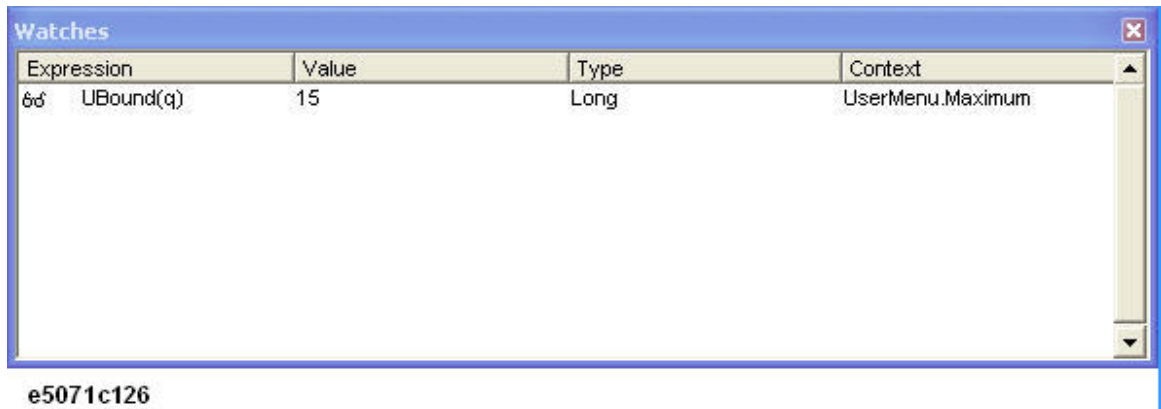 Watches
Expression Value Type Context
UBound(q) 15 Long UserMenu.Maximum
e5071c126